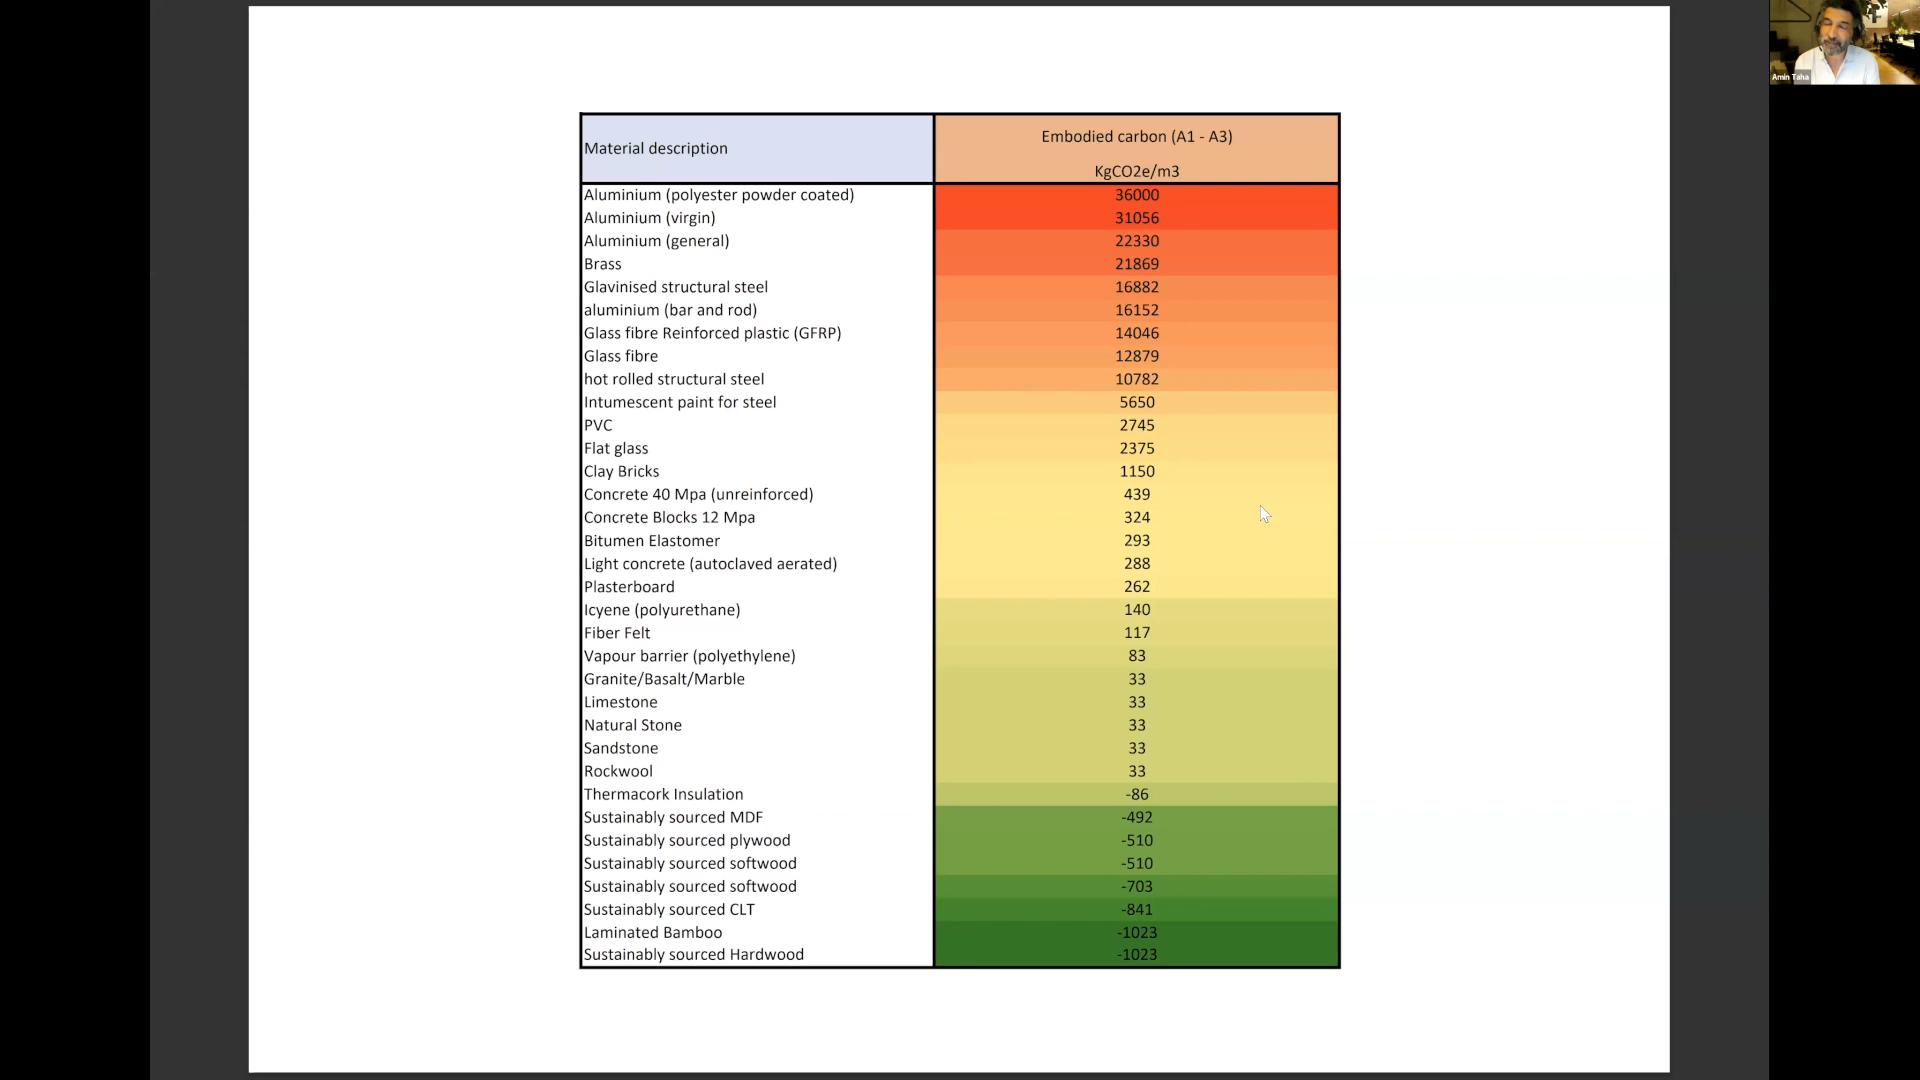 Amin Taha
Material description
Embodied carbon (A1 - A3)
KgCO2e/m3
Aluminium (polyester powder coated) 36000
Aluminium (virgin) 31056
Aluminium (general) 22330
Brass 21869
Glavinised structural steel 16882
aluminium (bar and rod) 16152
Glass fibre Reinforced plastic (GFRP) 14046
Glass fibre 12879
hot rolled structural steel 10782
Intumescent paint for steel 5650
PVC 2745
Flat glass 2375
Clay Bricks 1150
Concrete 40 Mpa (unreinforced) 439
Concrete Blocks 12 Mpa 324
Bitumen Elastomer 293
Light concrete (autoclaved aerated) 288
Plasterboard 262
Icyene (polyurethane) 140
Fiber Felt 117
Vapour barrier (polyethylene) 83
Granite/Basalt/Marble 33
Limestone 33
Natural Stone 33
Sandstone 33
Rockwool 33
Thermacork Insulation -86
Sustainably sourced MDF -492
Sustainably sourced plywood -510
Sustainably sourced softwood -510
Sustainably sourced softwood -703
Sustainably sourced CLT -841
Laminated Bamboo -1023
Sustainably sourced Hardwood -1023